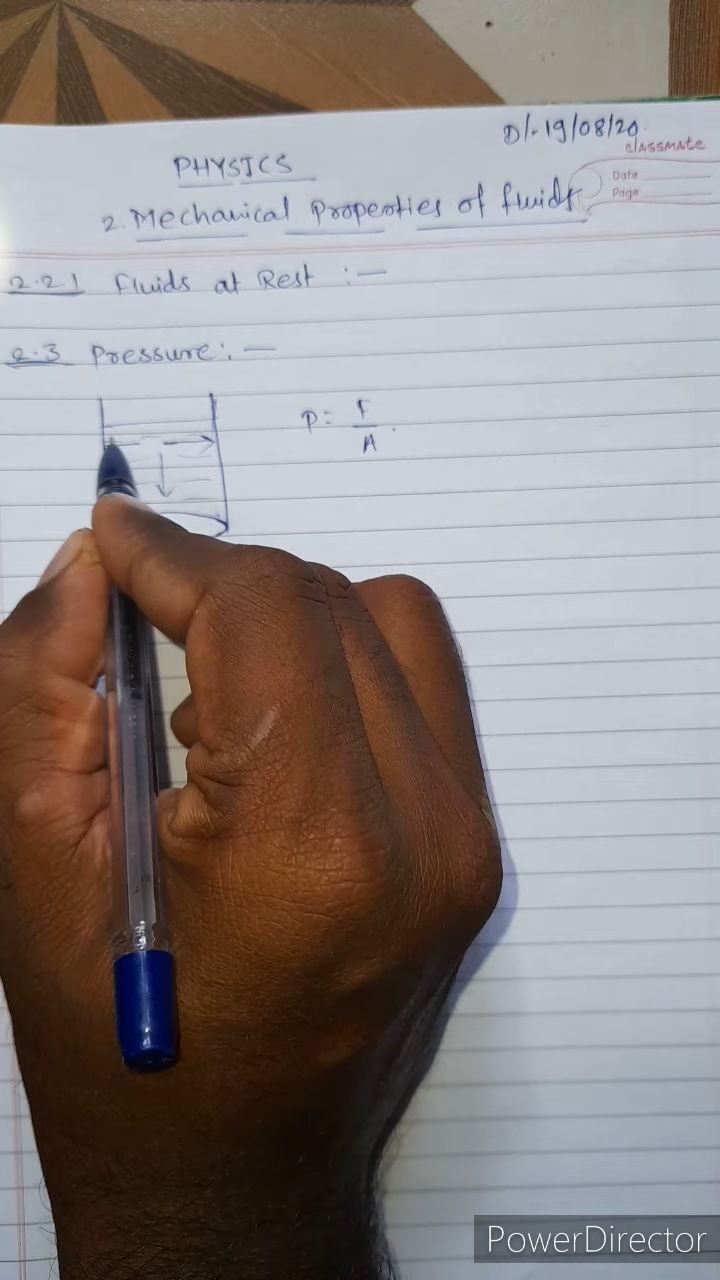 D/- 19/08/20.
classmate
Date
Page
PHYSICS
2. Mechanical Properties of fluids
2.2.1 Fluids at Rest :-
2.3 Pressure :-
P = F
A.
PowerDirector